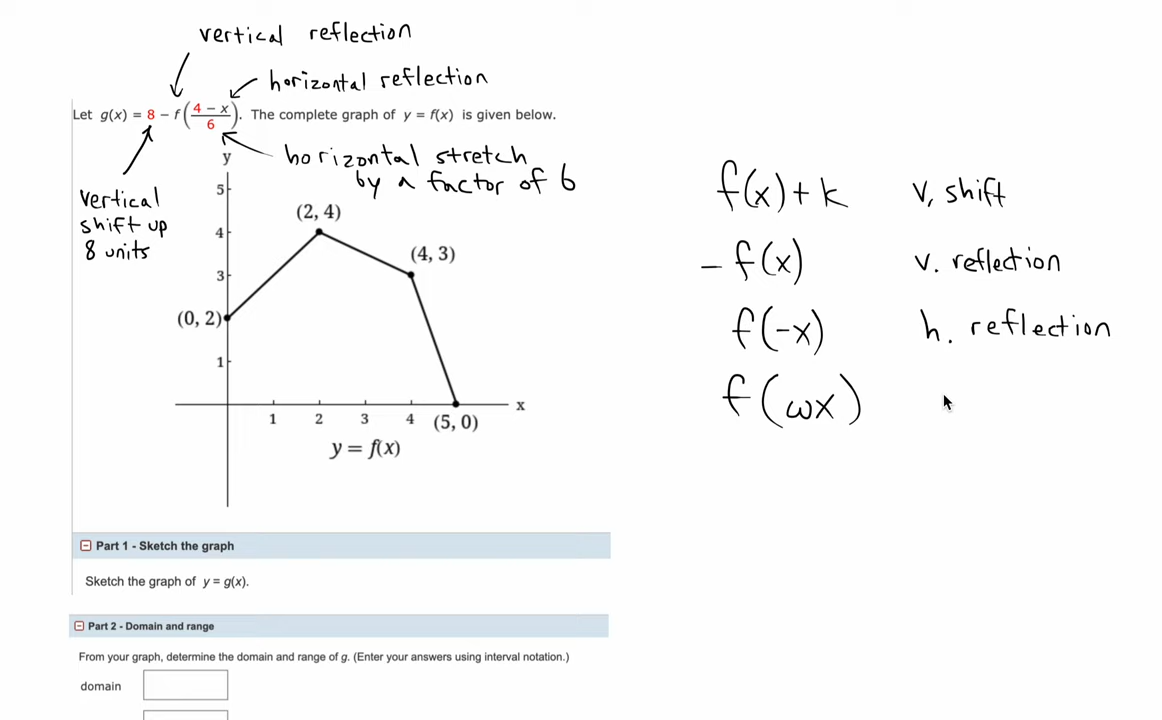 vertical reflection
horizontal reflection
Let g(x) = 8 − f(4 − x / 6). The complete graph of y = f(x) is given below.
horizontal stretch
by a factor of 6
vertical
shift up
8 units
y
5
4
3
1
(2, 4)
(4, 3)
(0, 2)
x
1 2 3 4 (5, 0)
y = f(x)
f(x) + k v. shift
− f(x) v. reflection
f(−x) h. reflection
f(ωx)
Part 1 - Sketch the graph
Sketch the graph of y = g(x).
Part 2 - Domain and range
From your graph, determine the domain and range of g. (Enter your answers using interval notation.)
domain